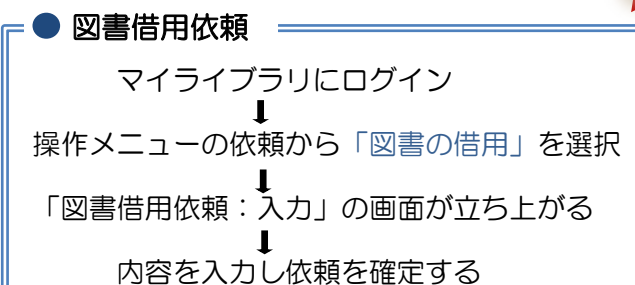 ● 図書借用依頼
マイライブラリにログイン
⬇
操作メニューの依頼から「図書の借用」を選択
⬇
「図書借用依頼：入力」の画面が立ち上がる
⬇
内容を入力し依頼を確定する